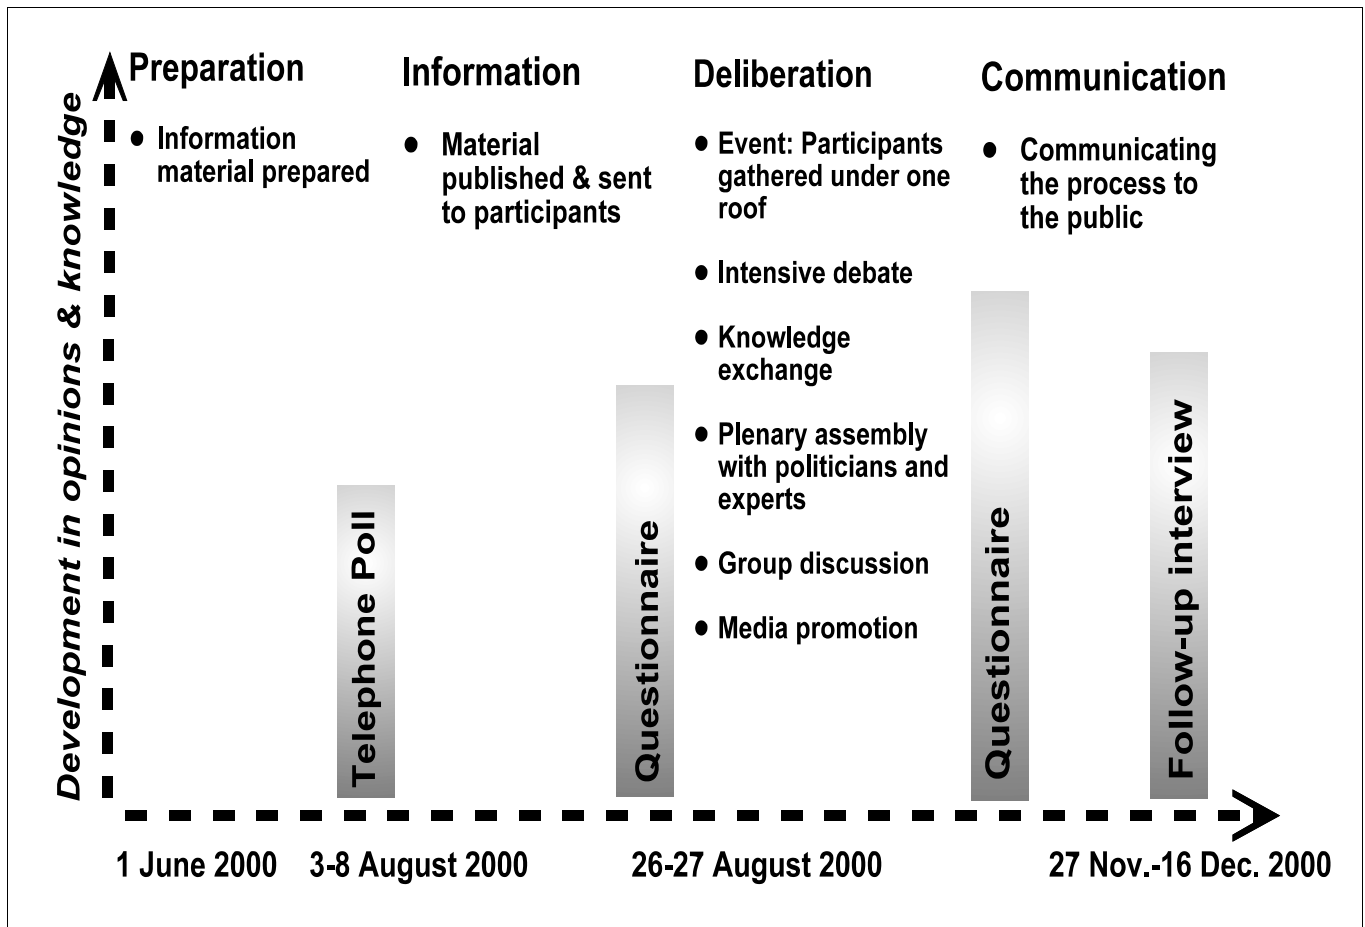 Development in opinions & knowledge
Preparation
● Information
material prepared
Telephone Poll
Information
● Material
published & sent
to participants
Questionnaire
Deliberation
● Event: Participants
gathered under one
roof
● Intensive debate
● Knowledge
exchange
● Plenary assembly
with politicians and
experts
● Group discussion
● Media promotion
Questionnaire
Communication
● Communicating
the process to
the public
Follow-up interview
1 June 2000
3-8 August 2000
26-27 August 2000
27 Nov.-16 Dec. 2000